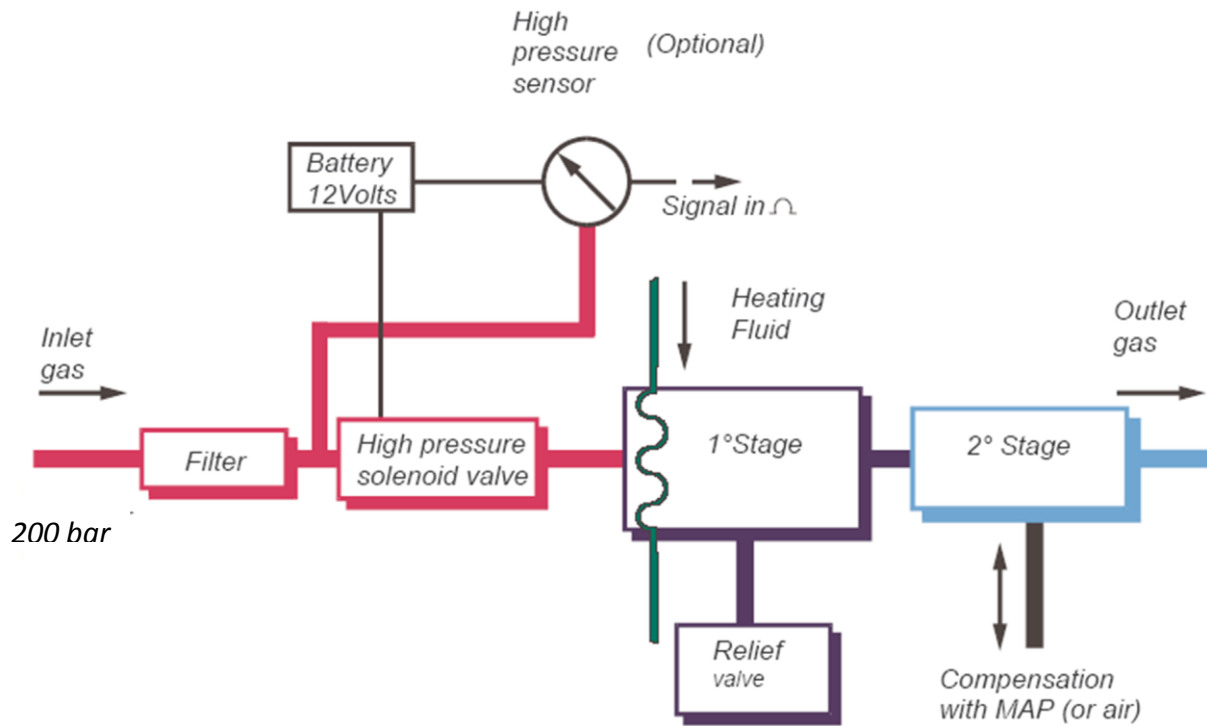 High
pressure
sensor
(Optional)
Battery
12Volts
Signal in Ω
Inlet
gas
Heating
Fluid
Outlet
gas
Filter
High pressure
solenoid valve
1°Stage
2° Stage
200 bar
Relief
valve
Compensation
with MAP (or air)